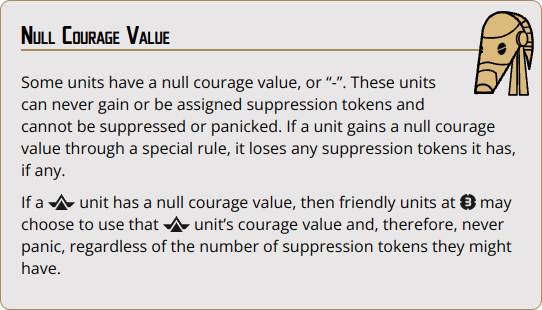 Null Courage Value
Some units have a null courage value, or “-”. These units
can never gain or be assigned suppression tokens and
cannot be suppressed or panicked. If a unit gains a null courage
value through a special rule, it loses any suppression tokens it has,
if any.
If a unit has a null courage value, then friendly units at 3 may
choose to use that unit’s courage value and, therefore, never
panic, regardless of the number of suppression tokens they might
have.